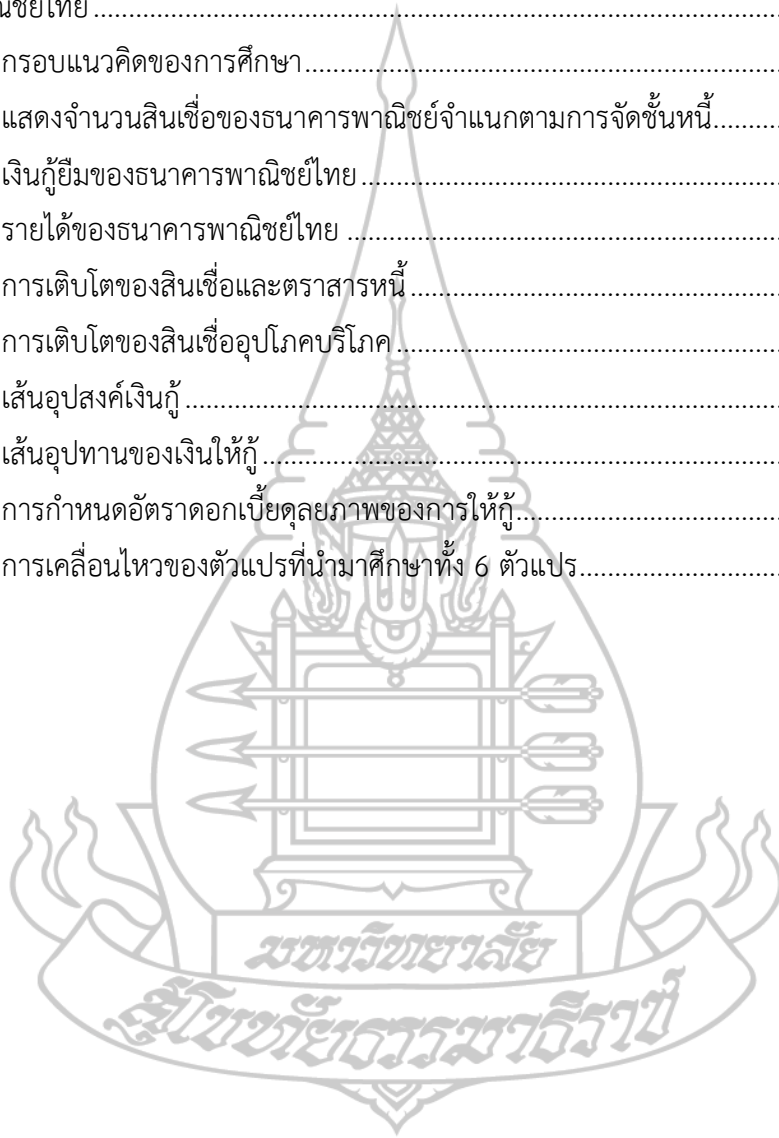 ณิชย์ไทย................................................................
กรอบแนวคิดของการศึกษา................................................................
แสดงจำนวนสินเชื่อของธนาคารพาณิชย์จำแนกตามการจัดชั้นหนี้................
เงินกู้ยืมของธนาคารพาณิชย์ไทย................................................................
รายได้ของธนาคารพาณิชย์ไทย ................................................................
การเติบโตของสินเชื่อและตราสารหนี้................................................................
การเติบโตของสินเชื่ออุปโภคบริโภค................................................................
เส้นอุปสงค์เงินกู้................................................................
เส้นอุปทานของเงินให้กู้................................................................
การกำหนดอัตราดอกเบี้ยดุลยภาพของการให้กู้................................................
การเคลื่อนไหวของตัวแปรที่นำมาศึกษาทั้ง 6 ตัวแปร................................
มหาวิทยาลัย
สุโขทัยธรรมาธิราช